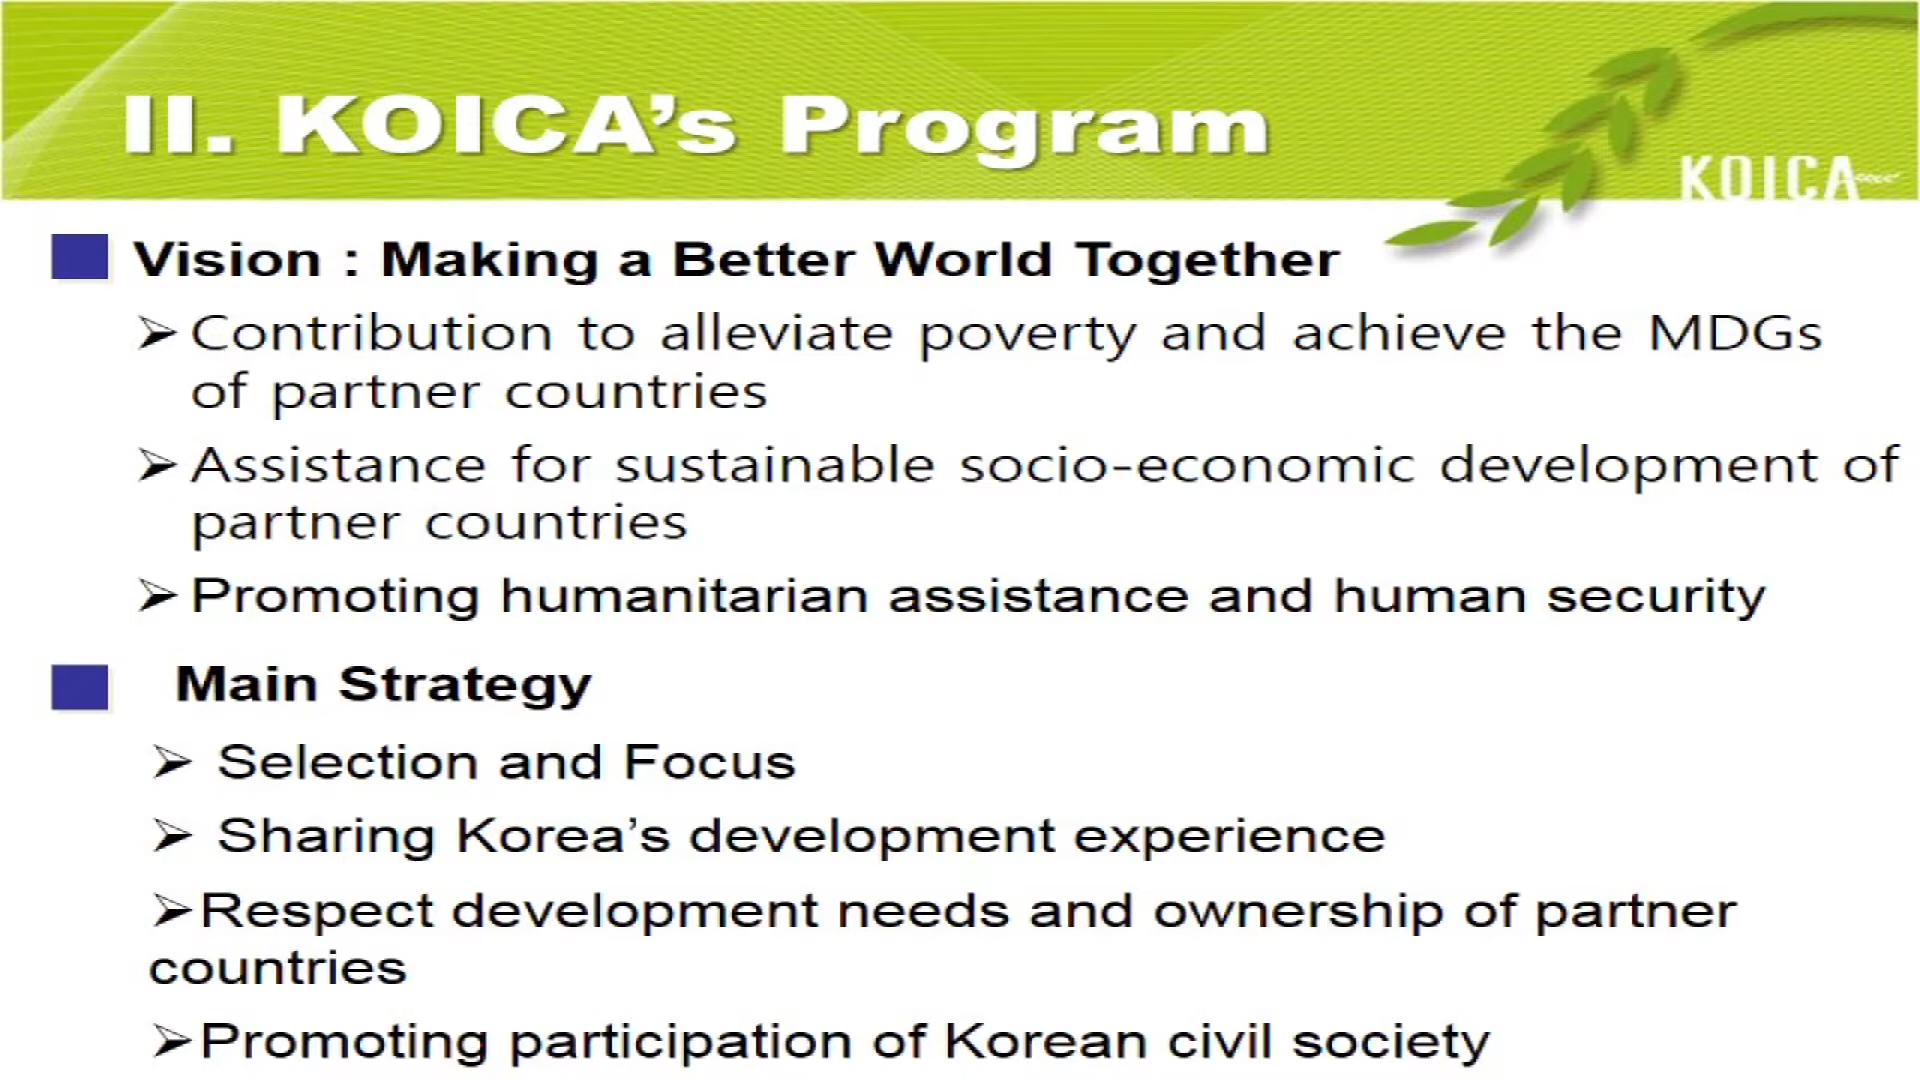 II. KOICA’s Program
KOICA
Vision : Making a Better World Together
Contribution to alleviate poverty and achieve the MDGs
of partner countries
Assistance for sustainable socio-economic development of
partner countries
Promoting humanitarian assistance and human security
Main Strategy
Selection and Focus
Sharing Korea’s development experience
Respect development needs and ownership of partner
countries
Promoting participation of Korean civil society